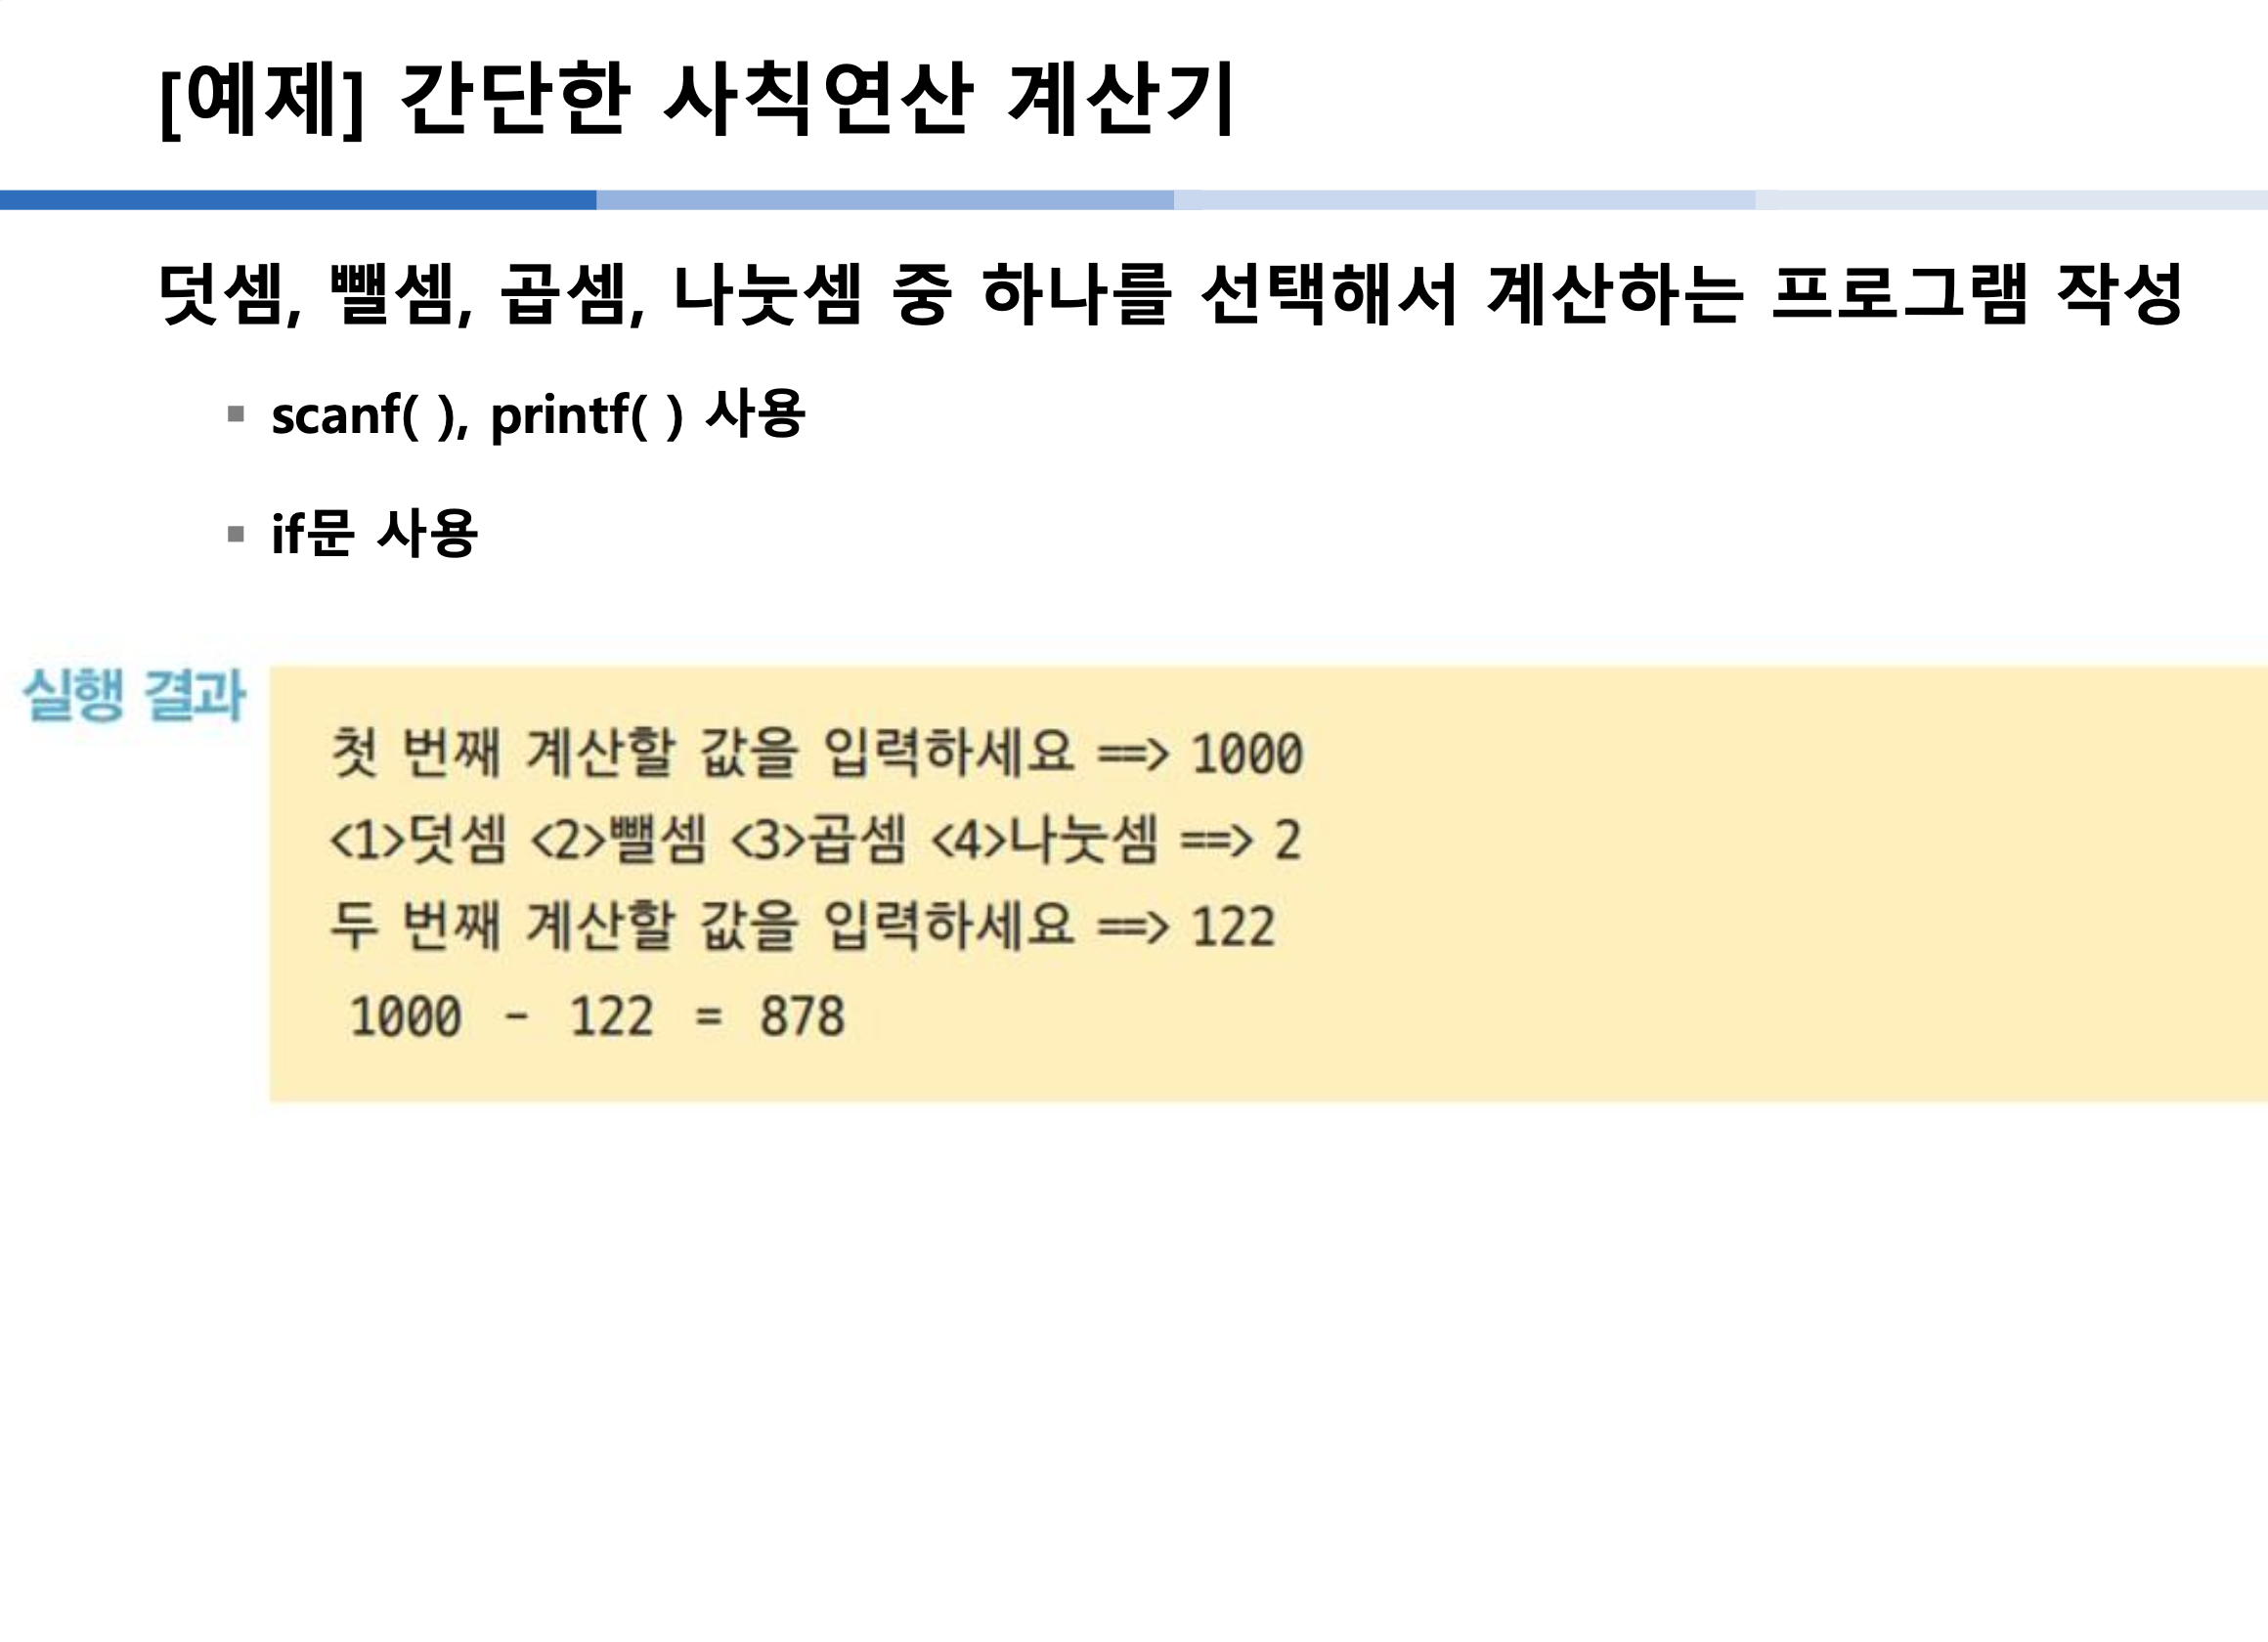 [예제] 간단한 사칙연산 계산기
덧셈, 뺄셈, 곱셈, 나눗셈 중 하나를 선택해서 계산하는 프로그램 작성
▪ scanf( ), printf( ) 사용
▪ if문 사용
실행 결과
첫 번째 계산할 값을 입력하세요 ==> 1000
<1>덧셈 <2>뺄셈 <3>곱셈 <4>나눗셈 ==> 2
두 번째 계산할 값을 입력하세요 ==> 122
1000 - 122 = 878